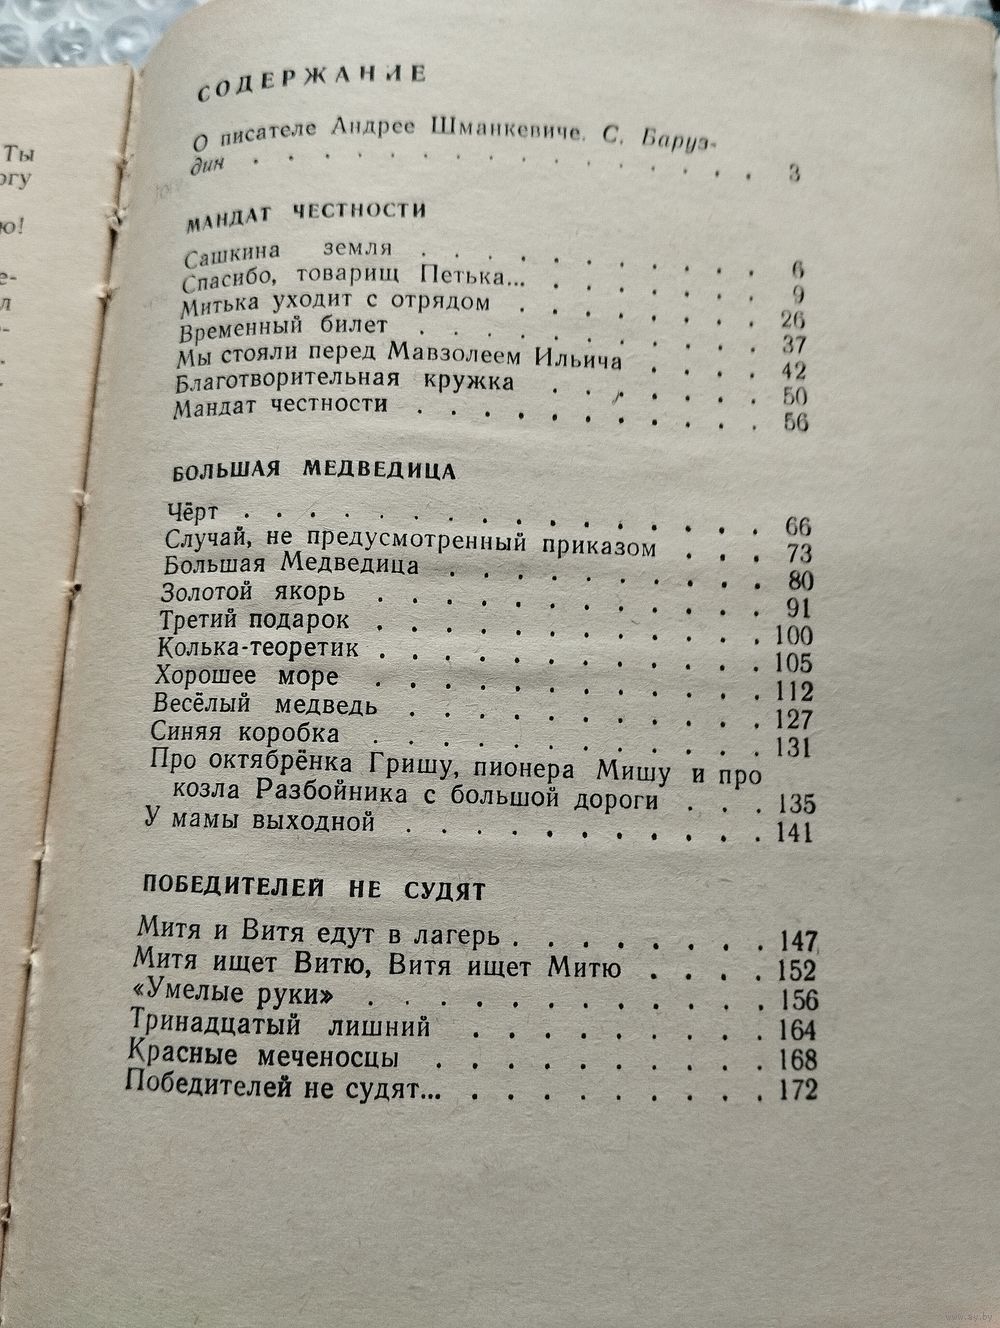 Ты
огу
ю!
е-
л
СОДЕРЖАНИЕ
О писателе Андрее Шманкевиче. С. Баруз-
дин . . . . . . . . . . . . . . . . 3
МАНДАТ ЧЕСТНОСТИ
Сашкина земля . . . . . . . . . . . 6
Спасибо, товарищ Петька... . . . . . . . 9
Митька уходит с отрядом . . . . . . . . 26
Временный билет . . . . . . . . . . . 37
Мы стояли перед Мавзолеем Ильича . . . . 42
Благотворительная кружка . . . . . . . 50
Мандат честности . . . . . . . . . . . 56
БОЛЬШАЯ МЕДВЕДИЦА
Чёрт . . . . . . . . . . . . . . . . 66
Случай, не предусмотренный приказом . . . 73
Большая Медведица . . . . . . . . . . 80
Золотой якорь . . . . . . . . . . . . 91
Третий подарок . . . . . . . . . . . . 100
Колька-теоретик . . . . . . . . . . . . 105
Хорошее море . . . . . . . . . . . . 112
Весёлый медведь . . . . . . . . . . . 127
Синяя коробка . . . . . . . . . . . . 131
Про октябрёнка Гришу, пионера Мишу и про
козла Разбойника с большой дороги . . . 135
У мамы выходной . . . . . . . . . . . 141
ПОБЕДИТЕЛЕЙ НЕ СУДЯТ
Митя и Витя едут в лагерь . . . . . . . . 147
Митя ищет Витю, Витя ищет Митю . . . . 152
«Умелые руки» . . . . . . . . . . . . 156
Тринадцатый лишний . . . . . . . . . 164
Красные меченосцы . . . . . . . . . . 168
Победителей не судят... . . . . . . . . . 172
www.ay.by